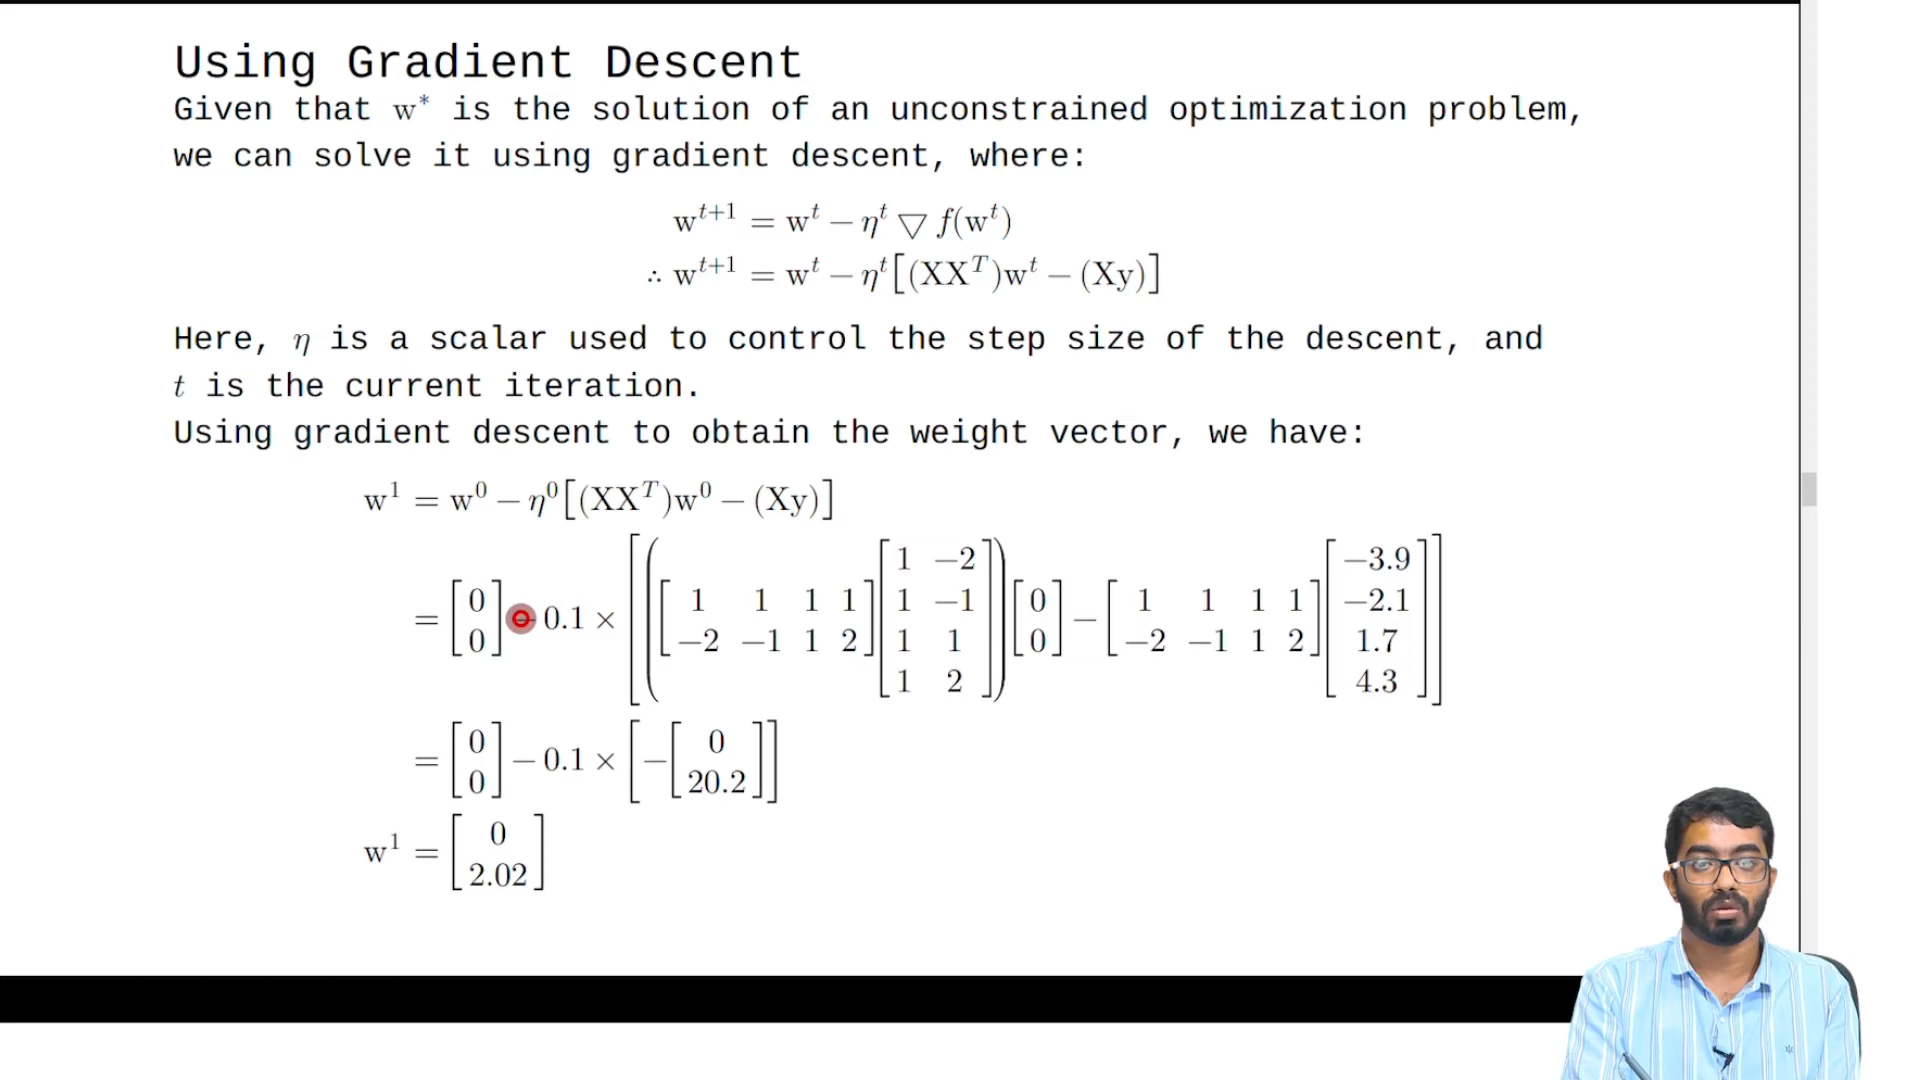 Using Gradient Descent
Given that w* is the solution of an unconstrained optimization problem,
we can solve it using gradient descent, where:
w^{t+1} = w^t − η^t ▽ f(w^t)
∴ w^{t+1} = w^t − η^t[(XX^T)w^t − (Xy)]
Here, η is a scalar used to control the step size of the descent, and
t is the current iteration.
Using gradient descent to obtain the weight vector, we have:
w^1 = w^0 − η^0[(XX^T)w^0 − (Xy)]
= [0; 0] − 0.1 × [([1 1 1 1; −2 −1 1 2][1 −2; 1 −1; 1 1; 1 2])[0; 0] − [1 1 1 1; −2 −1 1 2][−3.9; −2.1; 1.7; 4.3]]
= [0; 0] − 0.1 × [−[0; 20.2]]
w^1 = [0; 2.02]